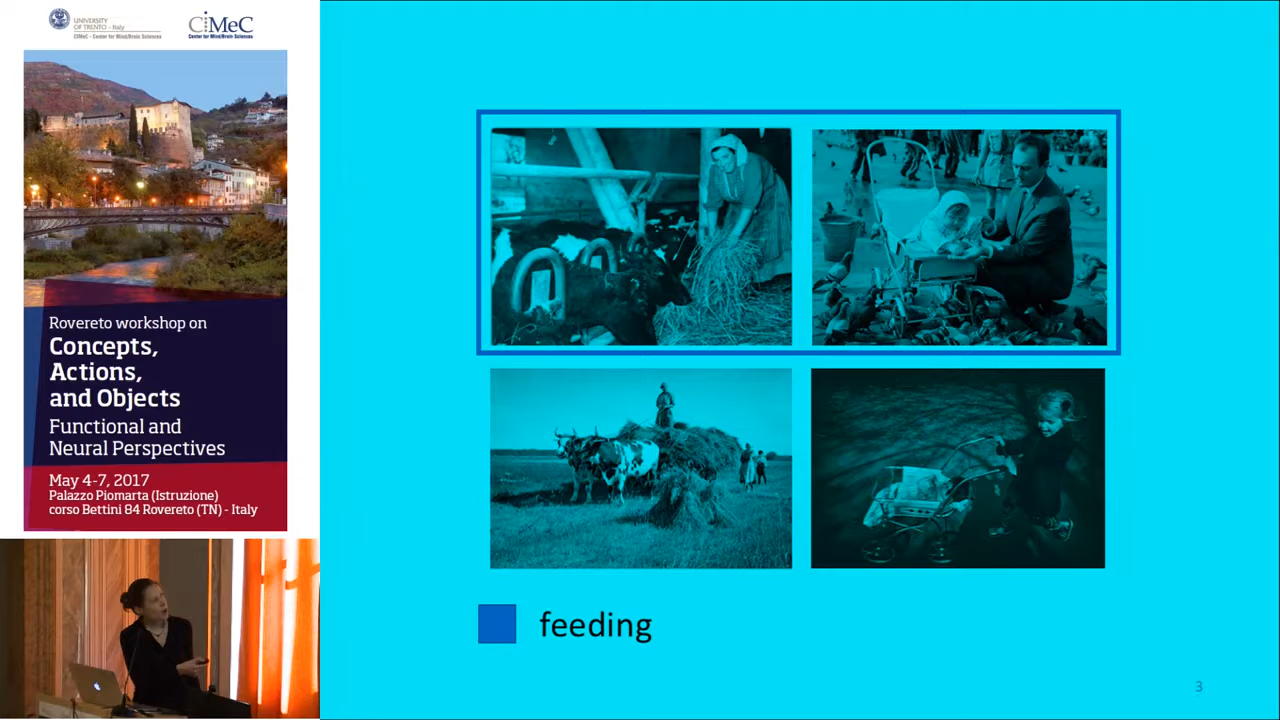 UNIVERSITY
OF TRENTO - Italy
CIMeC - Center for Mind/Brain Sciences
CiMeC
Center for Mind/Brain Sciences
Rovereto workshop on
Concepts,
Actions,
and Objects
Functional and
Neural Perspectives
May 4-7, 2017
Palazzo Piomarta (Istruzione)
corso Bettini 84 Rovereto (TN) - Italy
feeding
3